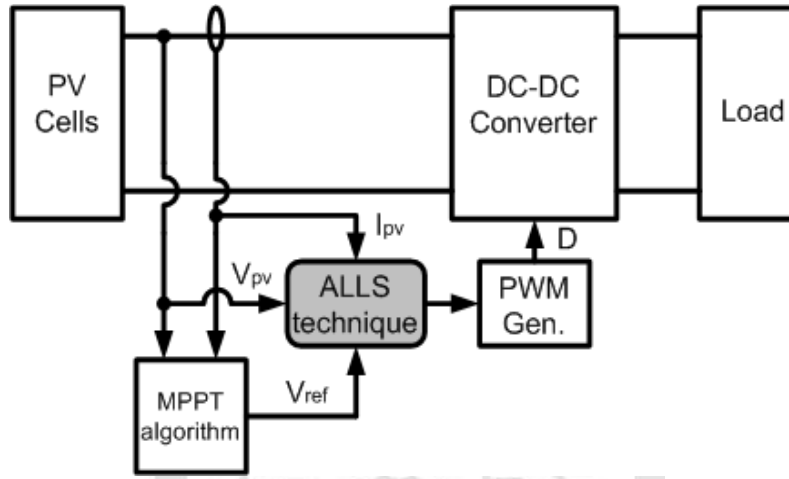 PV
Cells
DC-DC
Converter
Load
Ipv
D
Vpv
ALLS
technique
PWM
Gen.
Vref
MPPT
algorithm